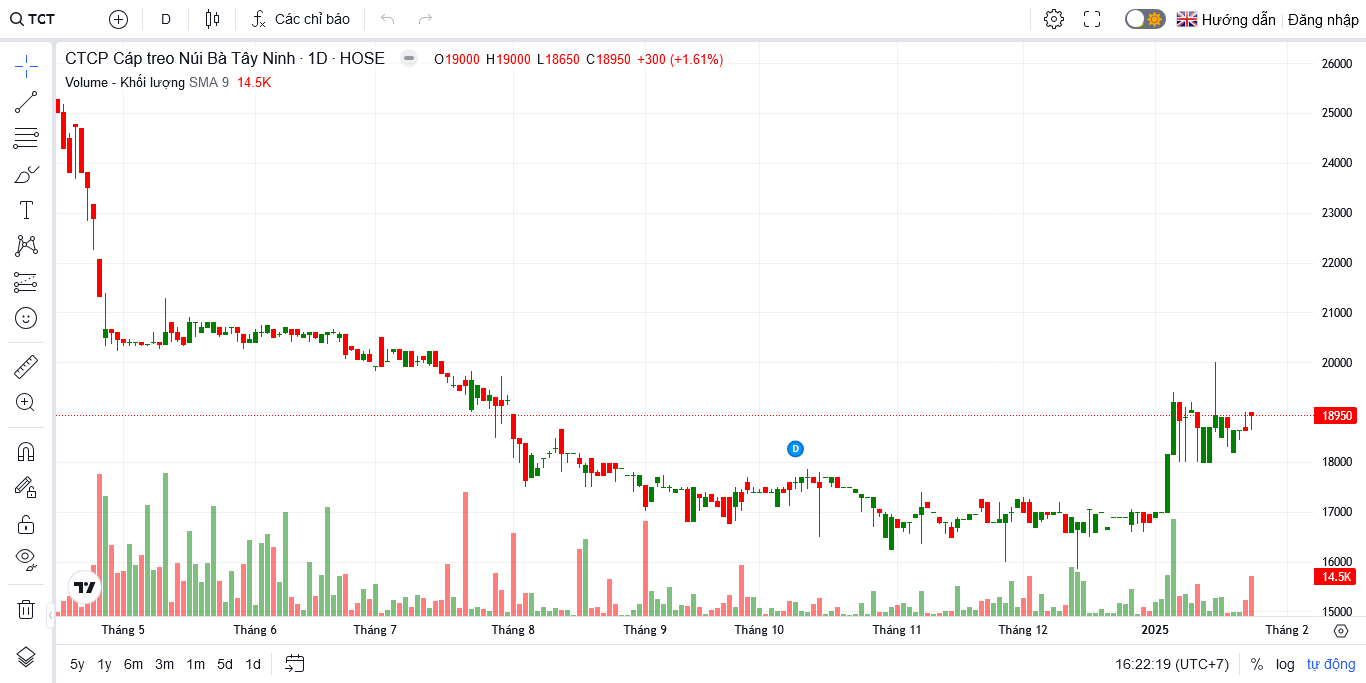 TCT D Các chỉ báo Hướng dẫn Đăng nhập
CTCP Cáp treo Núi Bà Tây Ninh · 1D · HOSE O19000 H19000 L18650 C18950 +300 (+1.61%)
Volume - Khối lượng SMA 9 14.5K
26000
25000
24000
23000
22000
21000
20000
18950
D
18000
17000
16000
14.5K
15000
Tháng 5 Tháng 6 Tháng 7 Tháng 8 Tháng 9 Tháng 10 Tháng 11 Tháng 12 2025 Tháng 2
5y 1y 6m 3m 1m 5d 1d 16:22:19 (UTC+7) % log tự động